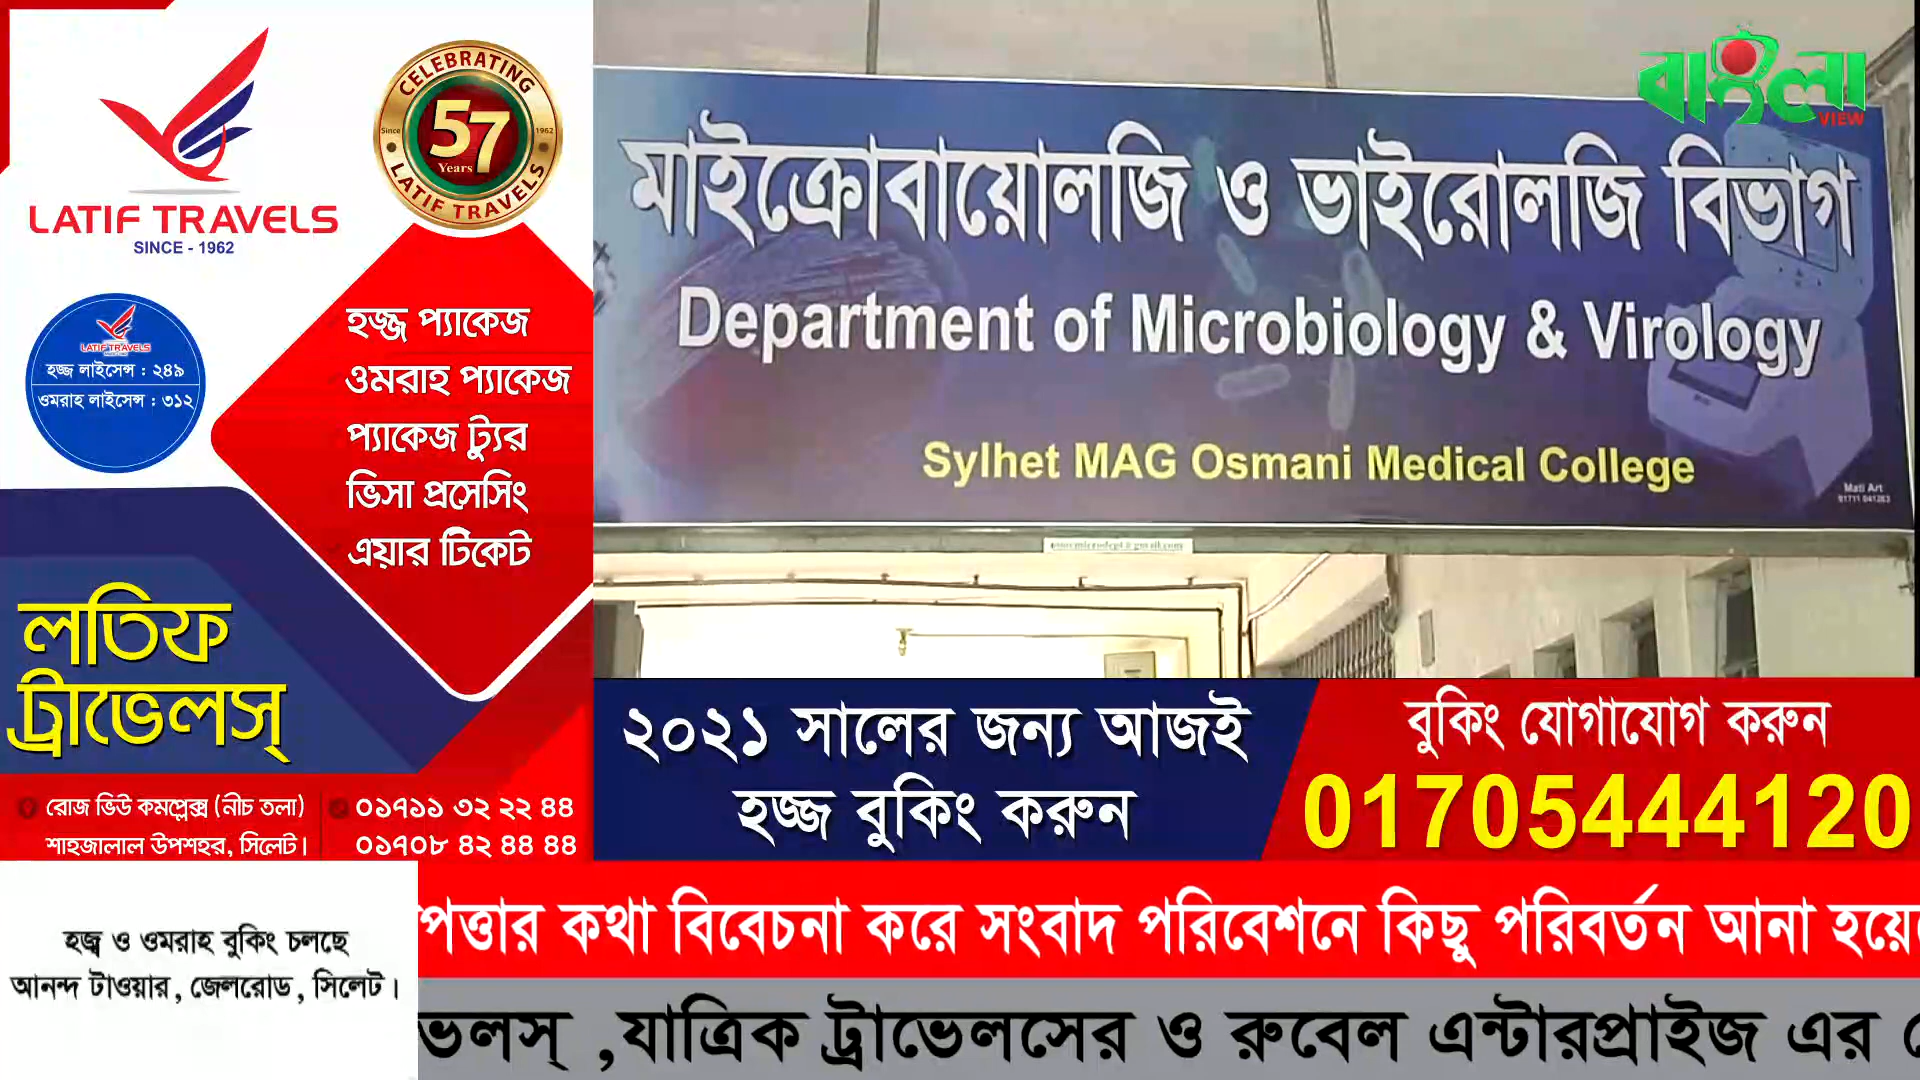 LATIF TRAVELS
SINCE - 1962
CELEBRATING
Since
57
1962
Years
LATIF TRAVELS
LATIF TRAVELS
হজ্জ লাইসেন্স : ২৪৯
ওমরাহ লাইসেন্স : ৩১২
হজ্জ প্যাকেজ
ওমরাহ প্যাকেজ
প্যাকেজ ট্যুর
ভিসা প্রসেসিং
এয়ার টিকেট
লতিফ
ট্রাভেলস্
রোজ ভিউ কমপ্লেক্স (নীচ তলা)
শাহজালাল উপশহর, সিলেট।
০১৭১১ ৩২ ২২ ৪৪
০১৭০৮ ৪২ ৪৪ ৪৪
বাংলা
VIEW
মাইক্রোবায়োলজি ও ভাইরোলজি বিভাগ
Department of Microbiology & Virology
Sylhet MAG Osmani Medical College
Mati Art
২০২১ সালের জন্য আজই
হজ্জ বুকিং করুন
বুকিং যোগাযোগ করুন
01705444120
হজ্ব ও ওমরাহ বুকিং চলছে
আনন্দ টাওয়ার, জেলরোড, সিলেট।
পত্তার কথা বিবেচনা করে সংবাদ পরিবেশনে কিছু পরিবর্তন আনা হয়ে
ভেলস্ ,যাত্রিক ট্রাভেলসের ও রুবেল এন্টারপ্রাইজ এর